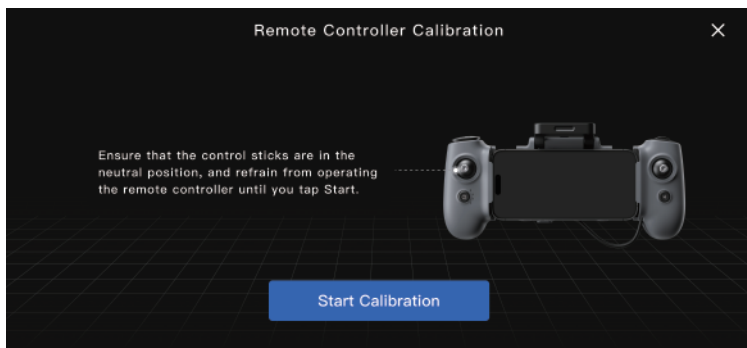 Remote Controller Calibration
Ensure that the control sticks are in the
neutral position, and refrain from operating
the remote controller until you tap Start.
Start Calibration